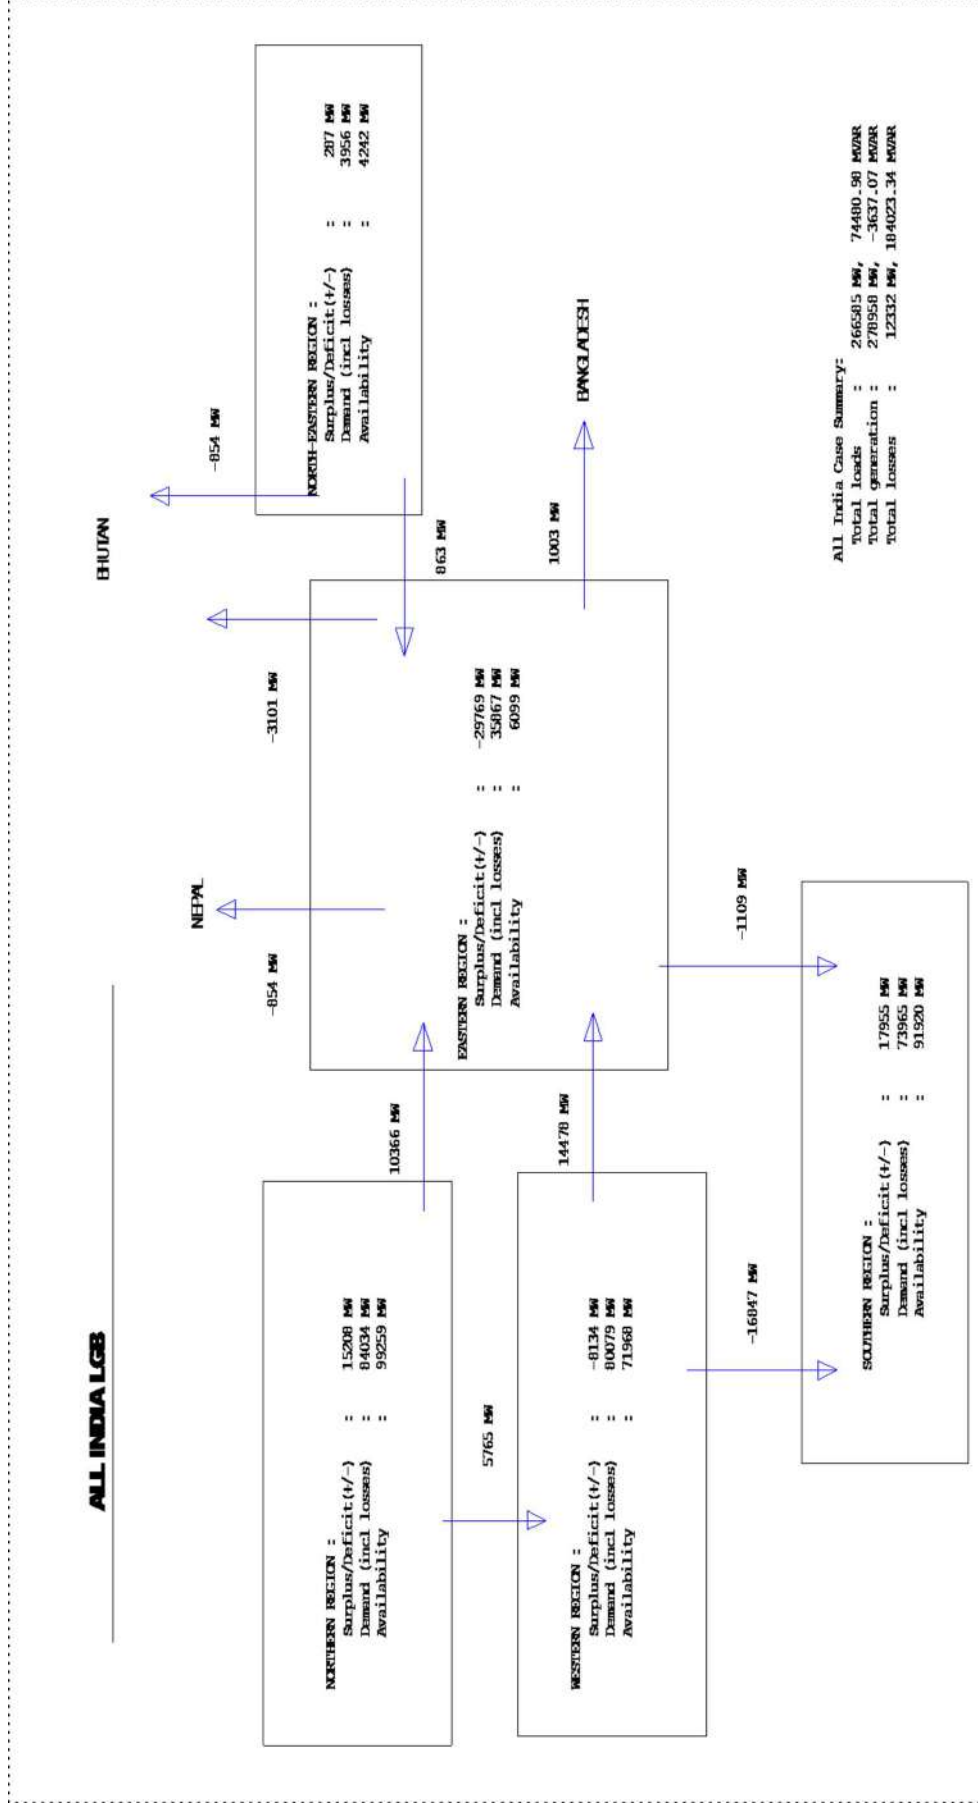 ALL INDIA LGB
BHUTAN
-854 MW
NEPAL
-854 MW
-3101 MW
NORTH-EASTERN REGION :
Surplus/Deficit(+/-) : 287 MW
Demand (incl losses) : 3956 MW
Availability : 4242 MW
NORTHERN REGION :
Surplus/Deficit(+/-) : 15208 MW
Demand (incl losses) : 84034 MW
Availability : 99259 MW
10366 MW
863 MW
EASTERN REGION :
Surplus/Deficit(+/-) : -29769 MW
Demand (incl losses) : 35867 MW
Availability : 6099 MW
5765 MW
14478 MW
1003 MW
BANGLADESH
WESTERN REGION :
Surplus/Deficit(+/-) : -8134 MW
Demand (incl losses) : 80079 MW
Availability : 71968 MW
-16847 MW
-1109 MW
SOUTHERN REGION :
Surplus/Deficit(+/-) : 17955 MW
Demand (incl losses) : 73965 MW
Availability : 91920 MW
All India Case Summary:
Total loads : 266585 MW, 74480.98 MVAR
Total generation : 278958 MW, -3637.07 MVAR
Total losses : 12332 MW, 184023.34 MVAR